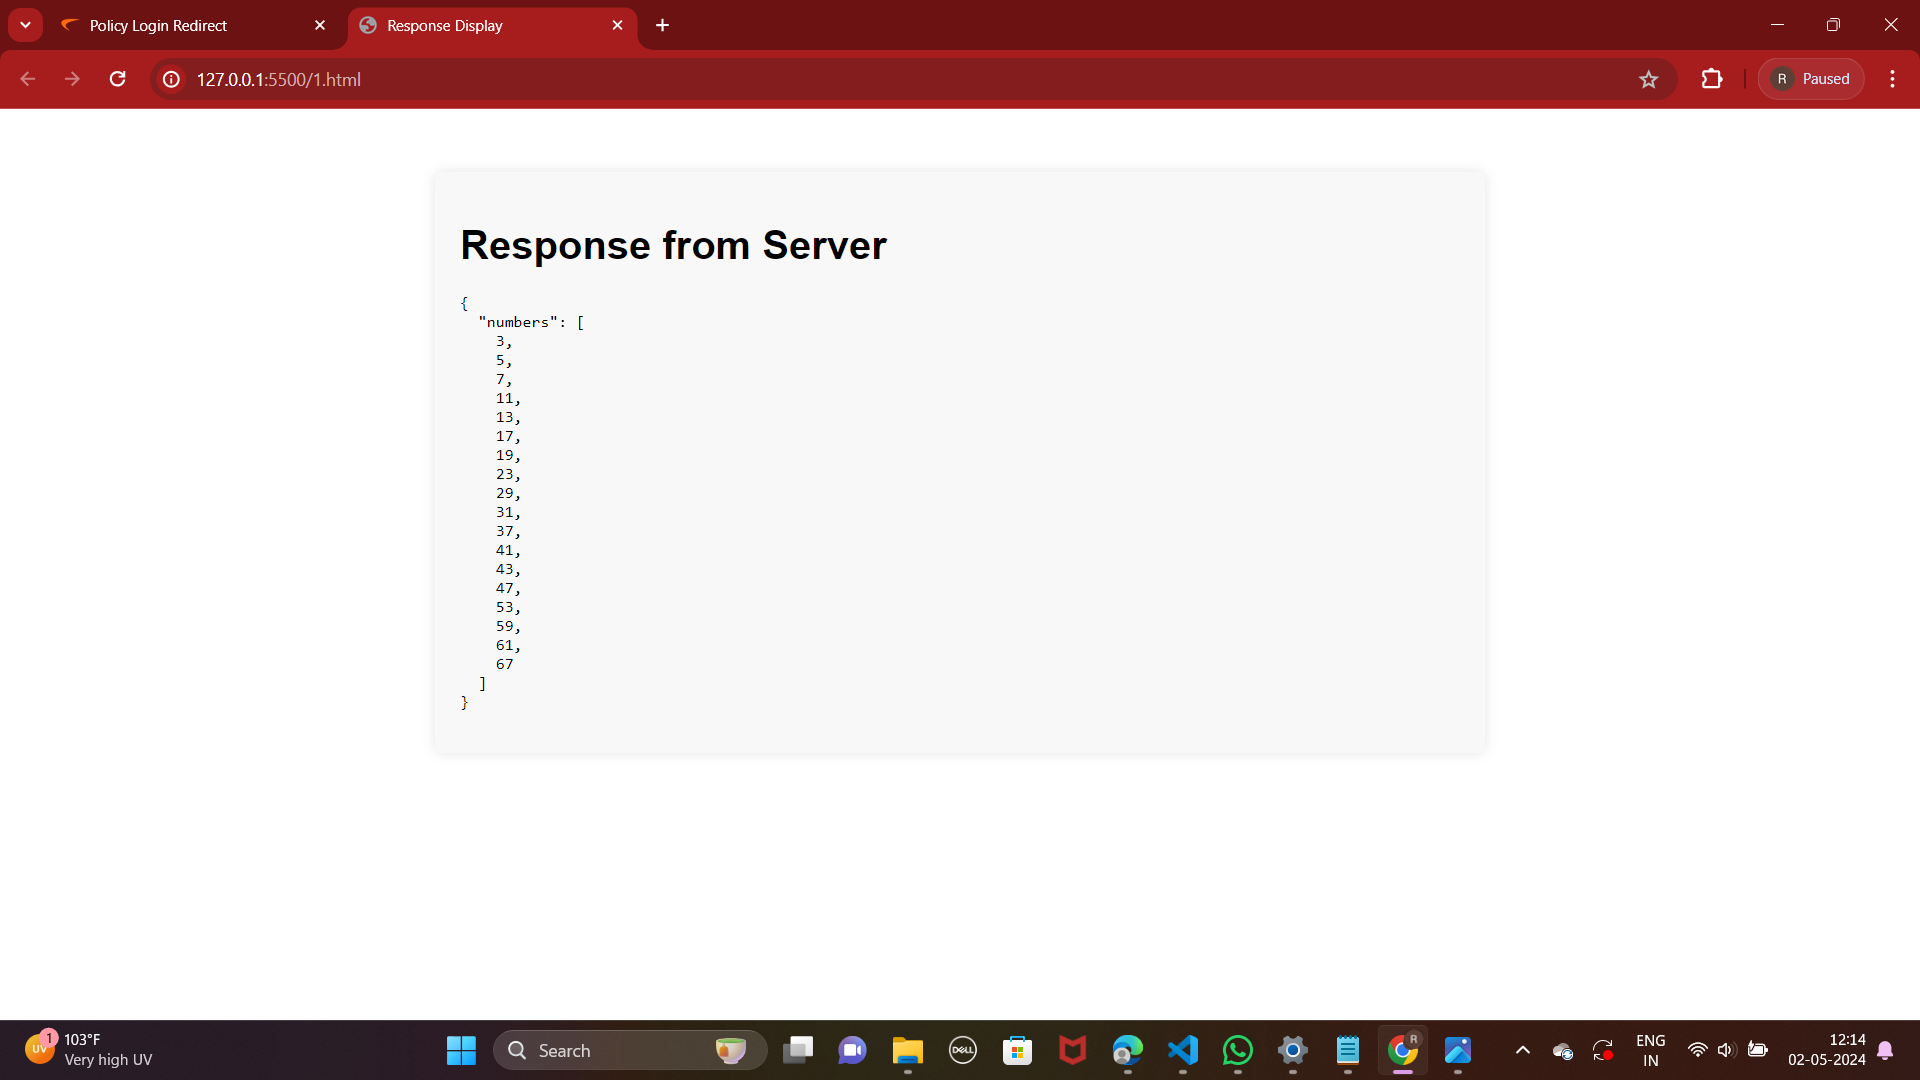 Policy Login Redirect
Response Display
127.0.0.1:5500/1.html
R Paused
Response from Server
{
"numbers": [
3,
5,
7,
11,
13,
17,
19,
23,
29,
31,
37,
41,
43,
47,
53,
59,
61,
67
]
}
1
UV
103°F
Very high UV
Search
DELL
R
ENG
IN
12:14
02-05-2024